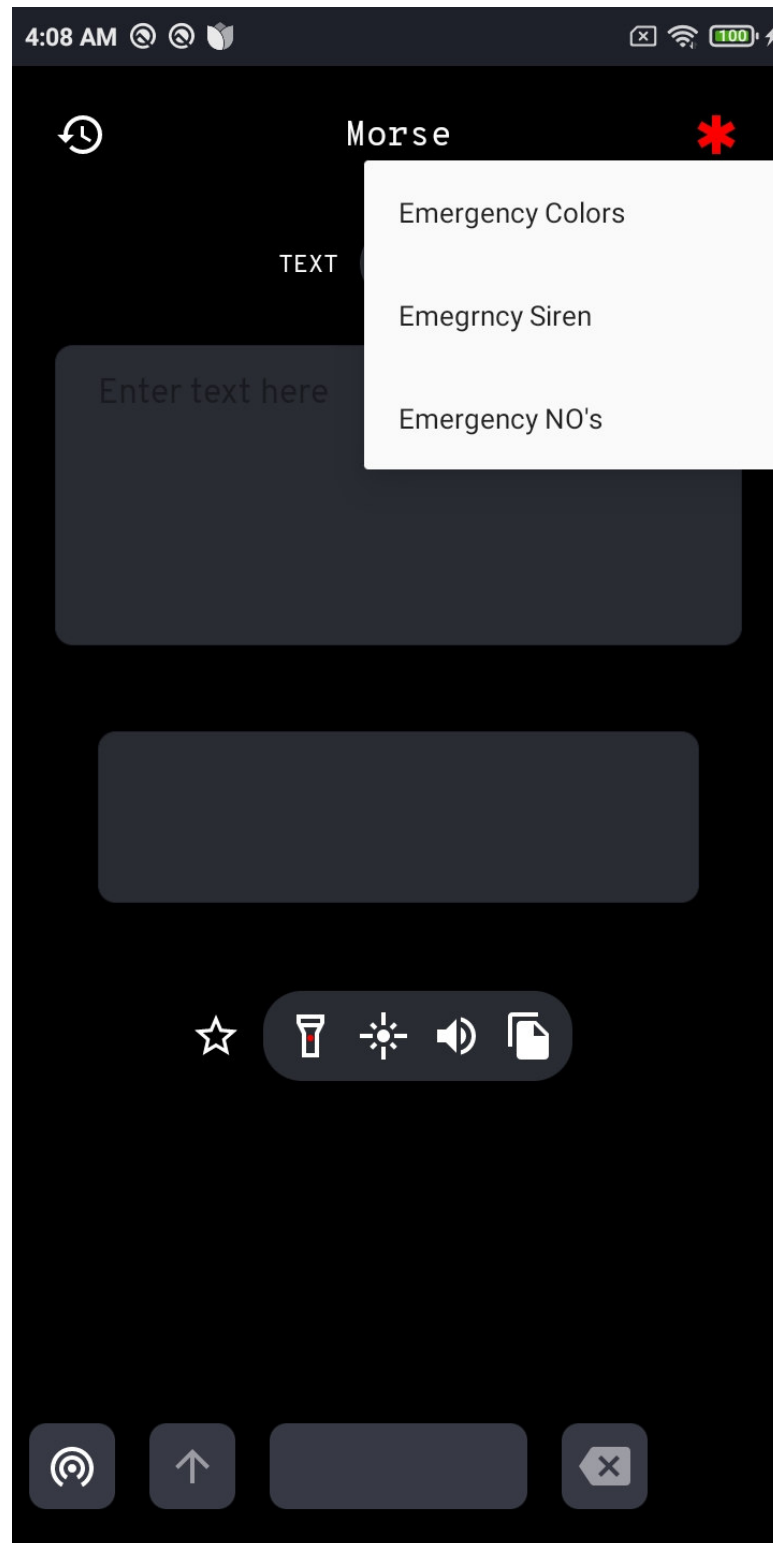 4:08 AM
100
Morse
Emergency Colors
TEXT
Emegrncy Siren
Enter text here
Emergency NO's